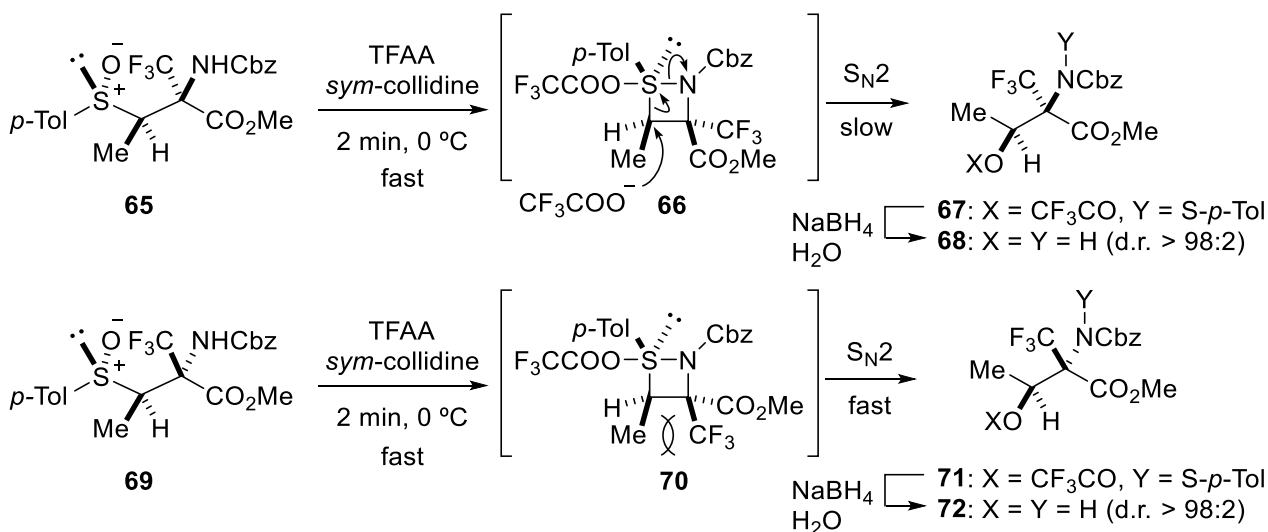 O−
F3C NHCbz
S+
p-Tol
CO2Me
Me H
65
TFAA
sym-collidine
2 min, 0 ºC
fast
p-Tol Cbz
F3CCOO S N
H CF3
Me CO2Me
CF3COO−
66
SN2
slow
Y
F3C NCbz
Me
CO2Me
XO H
67: X = CF3CO, Y = S-p-Tol
NaBH4
H2O
68: X = Y = H (d.r. > 98:2)
O−
F3C NHCbz
S+
p-Tol
CO2Me
Me H
69
TFAA
sym-collidine
2 min, 0 ºC
fast
p-Tol Cbz
F3CCOO S N
H CO2Me
Me CF3
70
SN2
fast
Y
F3C NCbz
Me
CO2Me
XO H
71: X = CF3CO, Y = S-p-Tol
NaBH4
H2O
72: X = Y = H (d.r. > 98:2)